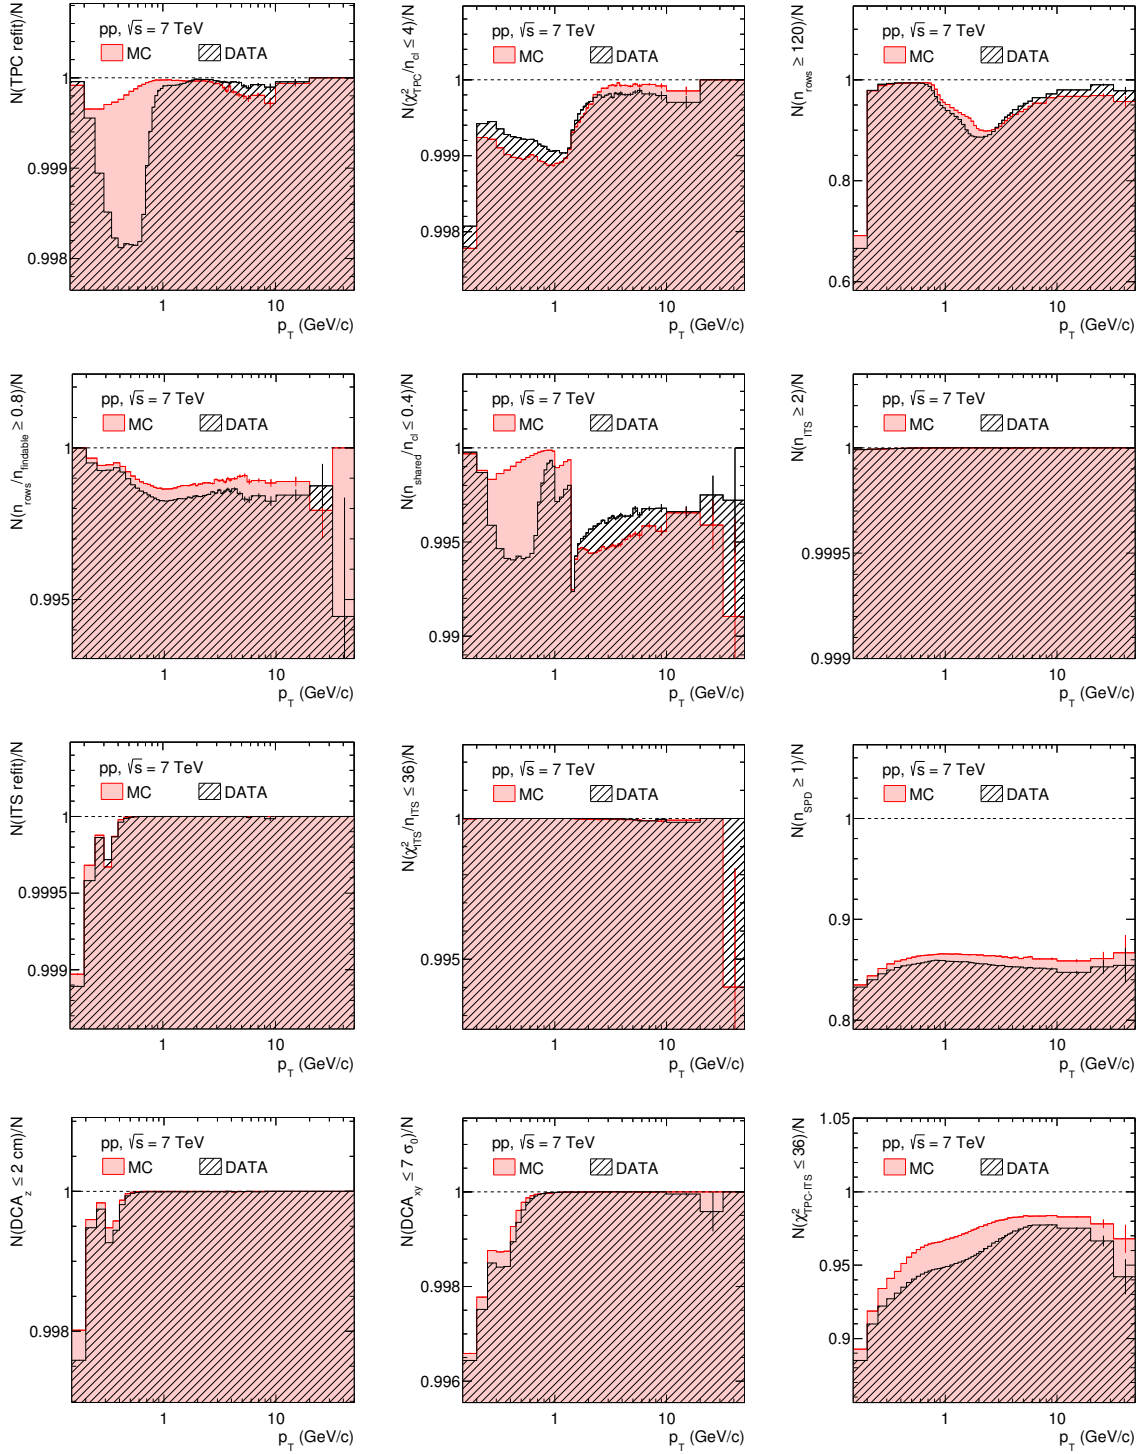 N(TPC refit)/N
pp, √s = 7 TeV
MC DATA
1
0.999
0.998
1 10
p_T (GeV/c)
N(χ²_TPC/n_cl ≤ 4)/N
pp, √s = 7 TeV
MC DATA
1
0.999
0.998
1 10
p_T (GeV/c)
N(n_rows ≥ 120)/N
pp, √s = 7 TeV
MC DATA
1
0.8
0.6
1 10
p_T (GeV/c)
N(n_rows/n_findable ≥ 0.8)/N
pp, √s = 7 TeV
MC DATA
1
0.995
1 10
p_T (GeV/c)
N(n_shared/n_cl ≤ 0.4)/N
pp, √s = 7 TeV
MC DATA
1
0.995
0.99
1 10
p_T (GeV/c)
N(n_ITS ≥ 2)/N
pp, √s = 7 TeV
MC DATA
1
0.9995
0.999
1 10
p_T (GeV/c)
N(ITS refit)/N
pp, √s = 7 TeV
MC DATA
1
0.9995
0.999
1 10
p_T (GeV/c)
N(χ²_ITS/n_ITS ≤ 36)/N
pp, √s = 7 TeV
MC DATA
1
0.995
1 10
p_T (GeV/c)
N(n_SPD ≥ 1)/N
pp, √s = 7 TeV
MC DATA
1
0.9
0.8
1 10
p_T (GeV/c)
N(DCA_z ≤ 2 cm)/N
pp, √s = 7 TeV
MC DATA
1
0.998
1 10
p_T (GeV/c)
N(DCA_xy ≤ 7 σ_0)/N
pp, √s = 7 TeV
MC DATA
1
0.998
0.996
1 10
p_T (GeV/c)
N(χ²_TPC-ITS ≤ 36)/N
1.05
pp, √s = 7 TeV
MC DATA
1
0.95
0.9
1 10
p_T (GeV/c)